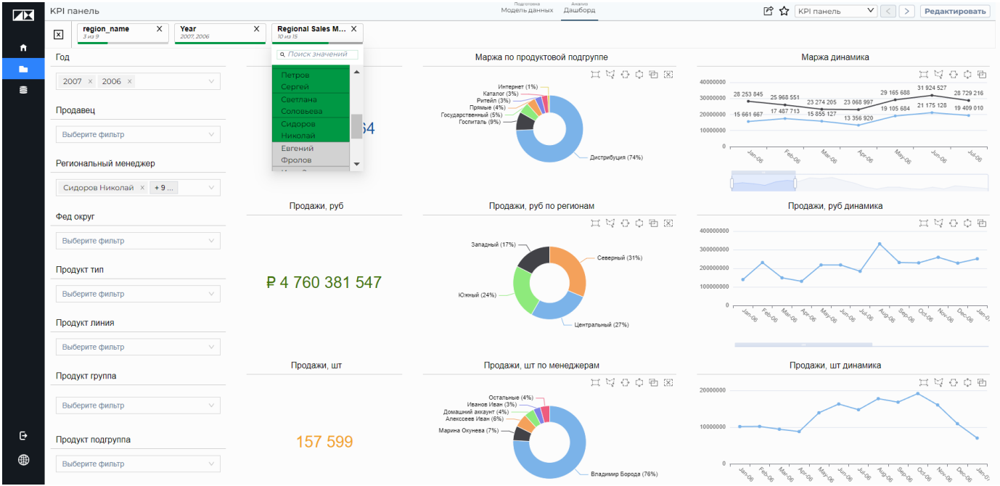 KPI панель
Подготовка
Модель данных
Анализ
Дашборд
KPI панель
Редактировать
region_name
3 из 9
Year
2007, 2006
Regional Sales M...
10 из 15
Поиск значений
Петров
Сергей
Светлана
Соловьева
Сидоров
Николай
Евгений
Фролов
Год
2007
2006
Продавец
Выберите фильтр
Региональный менеджер
Сидоров Николай
+ 9 ...
Фед округ
Выберите фильтр
Продукт тип
Выберите фильтр
Продукт линия
Выберите фильтр
Продукт группа
Выберите фильтр
Продукт подгруппа
Выберите фильтр
64
Продажи, руб
₽ 4 760 381 547
Продажи, шт
157 599
Маржа по продуктовой подгруппе
Интернет (1%)
Каталог (3%)
Ритейл (3%)
Прямые (4%)
Государственный (5%)
Госпиталь (9%)
Дистрибуция (74%)
Продажи, руб по регионам
Западный (17%)
Северный (31%)
Южный (24%)
Центральный (27%)
Продажи, шт по менеджерам
Остальные (4%)
Иванов Иван (3%)
Домашний аккаунт (4%)
Алекссеев Иван (6%)
Марина Окунева (7%)
Владимир Борода (76%)
Маржа динамика
40000000
30000000
20000000
10000000
0
28 253 845
25 968 551
23 274 205
23 068 997
29 165 688
31 924 527
28 729 216
15 661 667
17 487 713
15 855 127
13 356 920
19 105 684
21 175 128
19 409 010
Jan-06
Feb-06
Mar-06
Apr-06
May-06
Jun-06
Jul-06
Продажи, руб динамика
400000000
300000000
200000000
100000000
0
Jan-06
Feb-06
Mar-06
Apr-06
May-06
Jun-06
Jul-06
Aug-06
Sep-06
Oct-06
Nov-06
Dec-06
Jan-0
Продажи, шт динамика
20000000
10000000
0
Jan-06
Feb-06
Mar-06
Apr-06
May-06
Jun-06
Jul-06
Aug-06
Sep-06
Oct-06
Nov-06
Dec-06
Jan-0